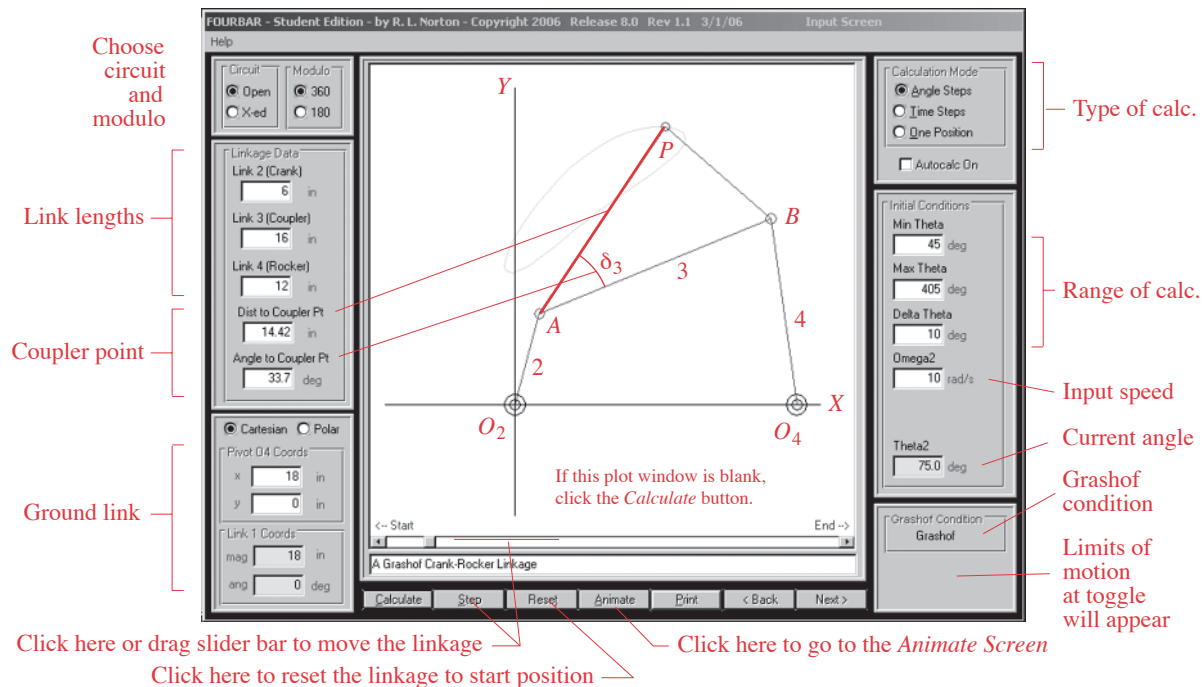 FOURBAR - Student Edition - by R. L. Norton - Copyright 2006 Release 8.0 Rev 1.1 3/1/06 Input Screen
Help
Choose
circuit
and
modulo
Circuit
Open
X-ed
Modulo
360
180
Link lengths
Linkage Data
Link 2 (Crank)
6 in
Link 3 (Coupler)
16 in
Link 4 (Rocker)
12 in
Coupler point
Dist to Coupler Pt
14.42 in
Angle to Coupler Pt
33.7 deg
Ground link
Cartesian Polar
Pivot O4 Coords
x 18 in
y 0 in
Link 1 Coords
mag 18 in
ang 0 deg
Y
P
B
δ3
3
A
4
2
X
O2
O4
If this plot window is blank,
click the Calculate button.
<-- Start End -->
A Grashof Crank-Rocker Linkage
Calculate Step Reset Animate Print < Back Next >
Calculation Mode
Angle Steps
Time Steps
One Position
Autocalc On
Type of calc.
Initial Conditions
Min Theta
45 deg
Max Theta
405 deg
Delta Theta
10 deg
Range of calc.
Omega2
10 rad/s
Input speed
Theta2
75.0 deg
Current angle
Grashof Condition
Grashof
Grashof
condition
Limits of
motion
at toggle
will appear
Click here or drag slider bar to move the linkage
Click here to go to the Animate Screen
Click here to reset the linkage to start position